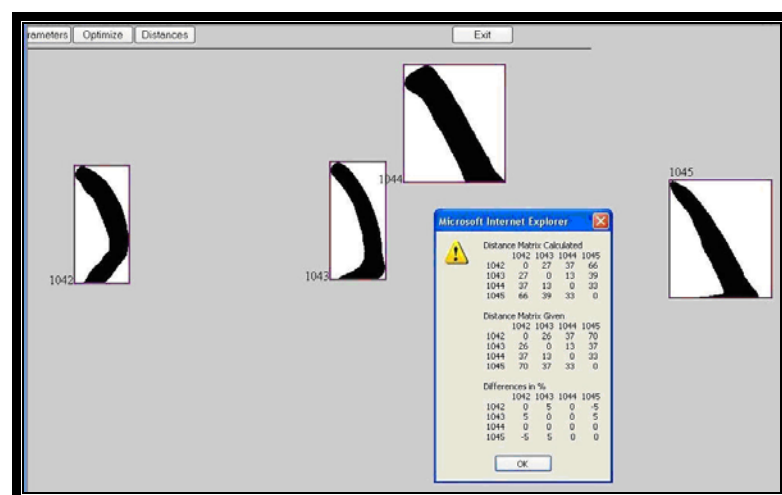 rameters Optimize Distances Exit
1045
1044
1042
1043
Microsoft Internet Explorer
Distance Matrix Calculated
1042 1043 1044 1045
1042 0 27 37 66
1043 27 0 13 39
1044 37 13 0 33
1045 66 39 33 0
Distance Matrix Given
1042 1043 1044 1045
1042 0 26 37 70
1043 26 0 13 37
1044 37 13 0 33
1045 70 37 33 0
Differences in %
1042 1043 1044 1045
1042 0 5 0 -5
1043 5 0 0 5
1044 0 0 0 0
1045 -5 5 0 0
OK